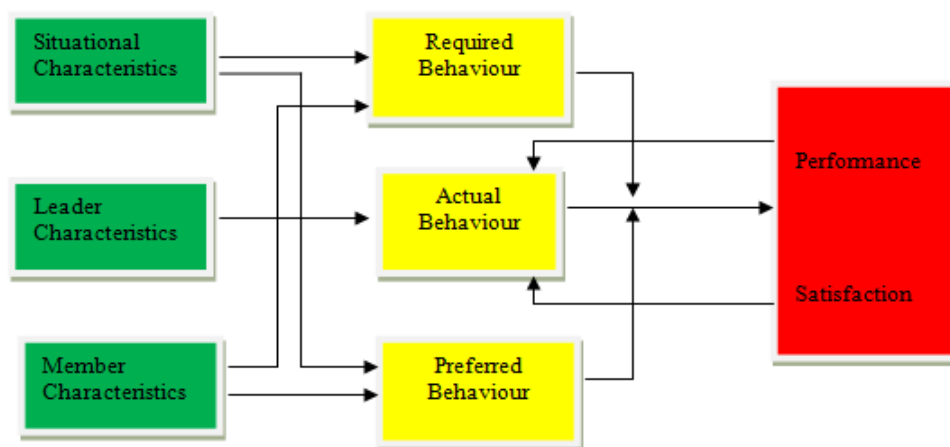 Situational
Characteristics
Required
Behaviour
Performance
Leader
Characteristics
Actual
Behaviour
Satisfaction
Member
Characteristics
Preferred
Behaviour